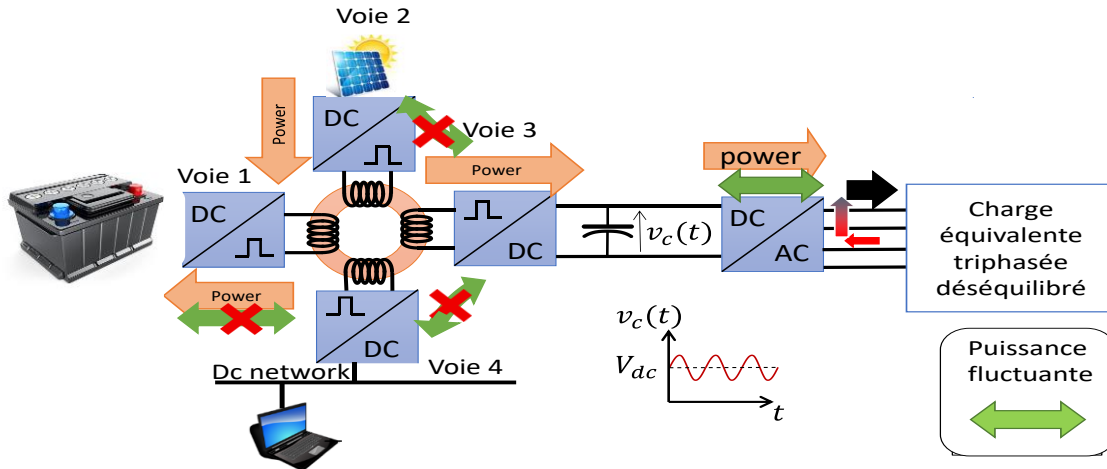 Voie 2
Power
DC
Voie 3
Power
power
Voie 1
DC
DC
v_c(t)
DC
AC
Charge
équivalente
triphasée
déséquilibré
Power
DC
Dc network
Voie 4
v_c(t)
V_dc
t
Puissance
fluctuante